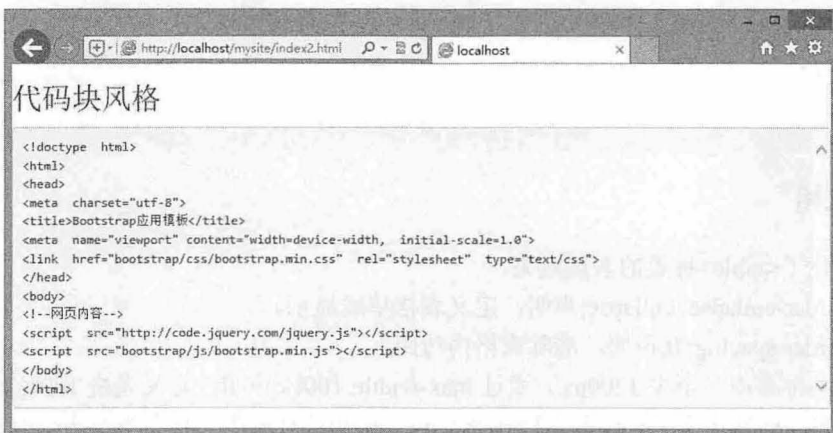 http://localhost/mysite/index2.html
localhost
代码块风格
<!doctype html>
<html>
<head>
<meta charset="utf-8">
<title>Bootstrap应用模板</title>
<meta name="viewport" content="width=device-width, initial-scale=1.0">
<link href="bootstrap/css/bootstrap.min.css" rel="stylesheet" type="text/css">
</head>
<body>
<!--网页内容-->
<script src="http://code.jquery.com/jquery.js"></script>
<script src="bootstrap/js/bootstrap.min.js"></script>
</body>
</html>